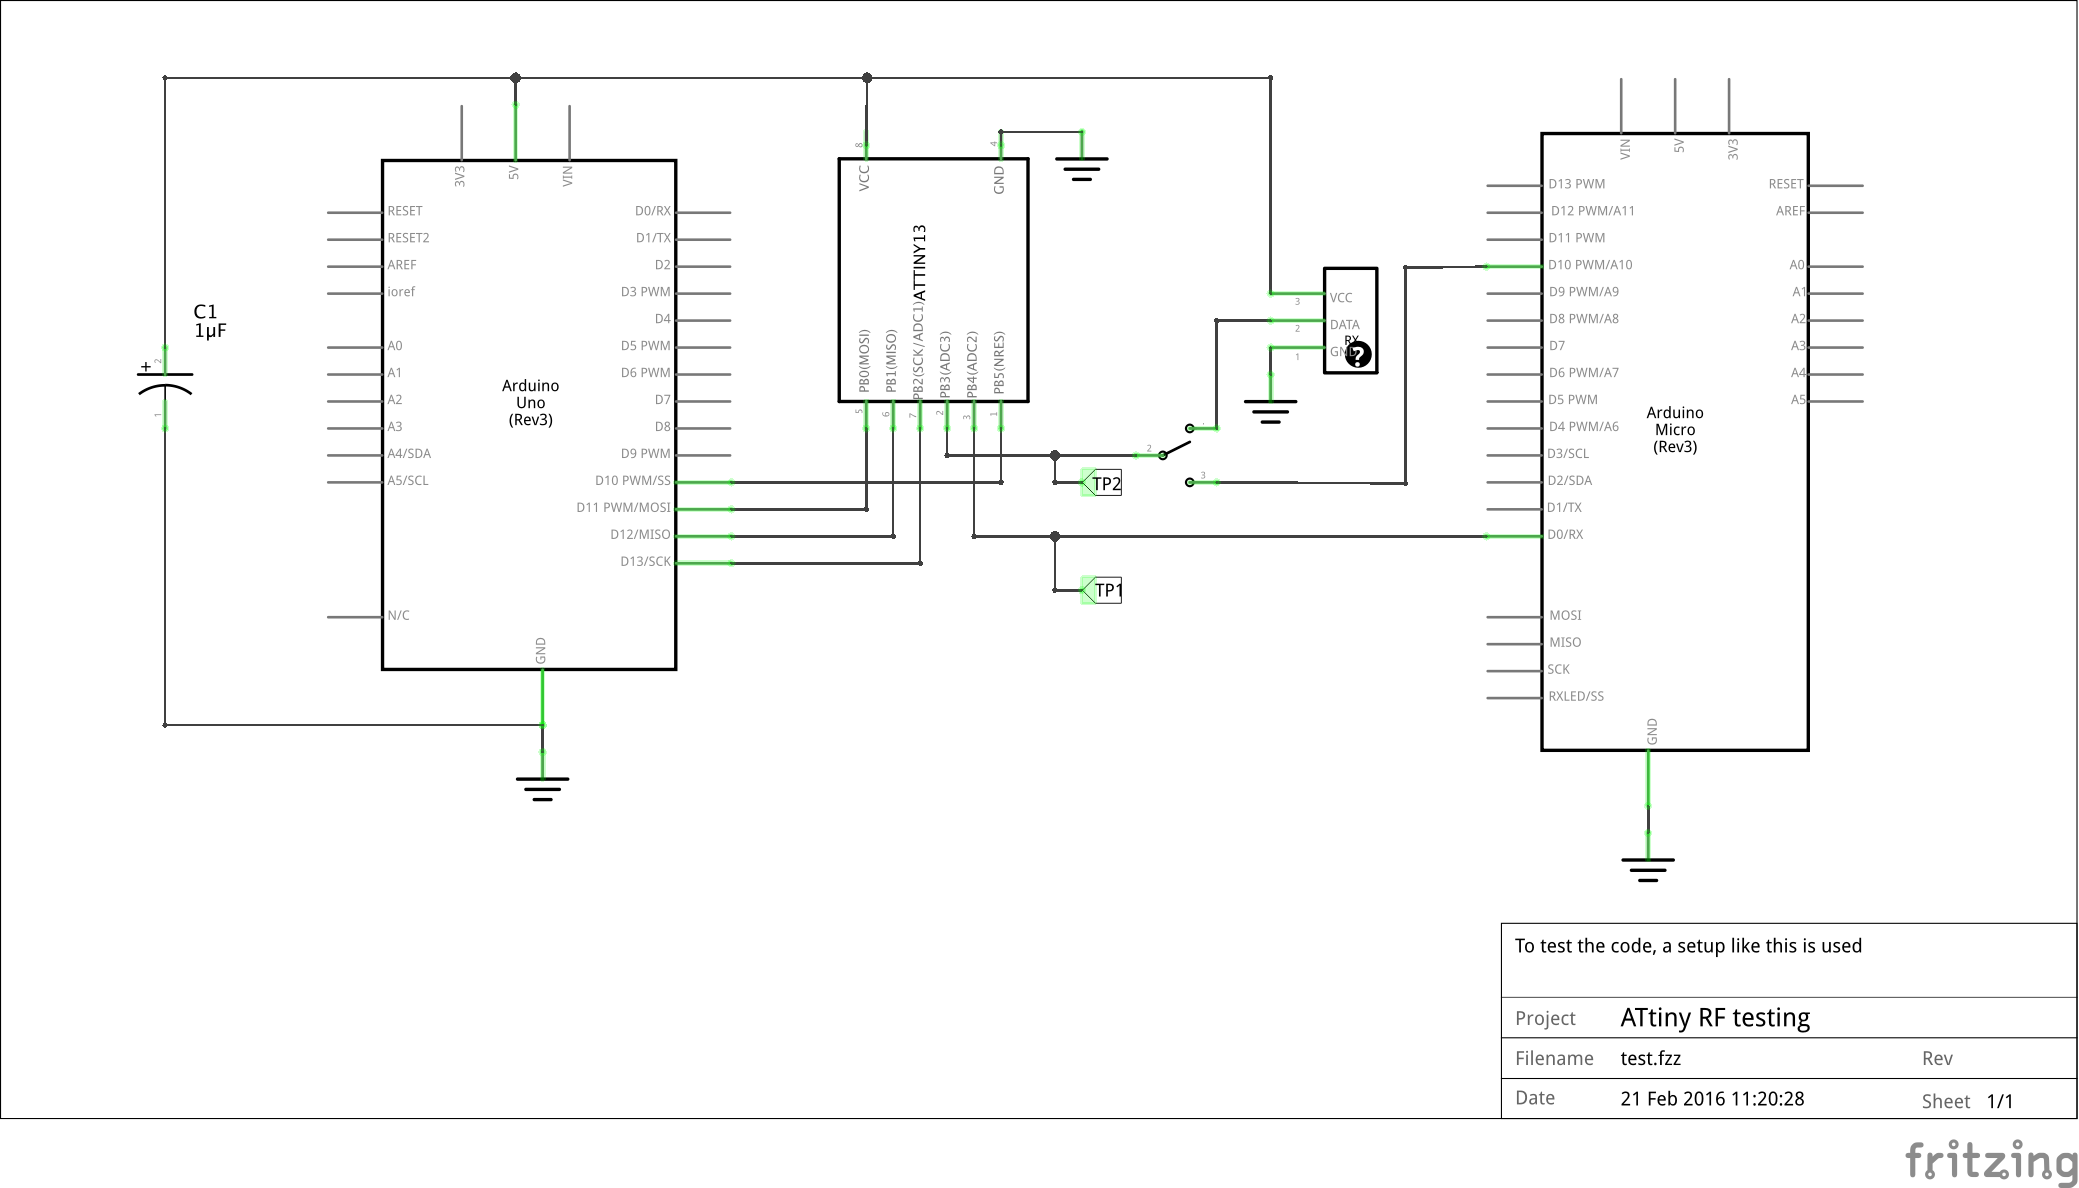 C1
1µF
+
2
1
3V3
5V
VIN
RESET
RESET2
AREF
ioref
A0
A1
A2
A3
A4/SDA
A5/SCL
N/C
D0/RX
D1/TX
D2
D3 PWM
D4
D5 PWM
D6 PWM
D7
D8
D9 PWM
D10 PWM/SS
D11 PWM/MOSI
D12/MISO
D13/SCK
GND
Arduino
Uno
(Rev3)
8
VCC
4
GND
ATTINY13
PB0(MOSI)
PB1(MISO)
PB2(SCK/ADC1)
PB3(ADC3)
PB4(ADC2)
PB5(NRES)
5
6
7
2
3
1
TP2
TP1
2
3
3
2
1
VCC
DATA
RX
GND
?
VIN
5V
3V3
D13 PWM
D12 PWM/A11
D11 PWM
D10 PWM/A10
D9 PWM/A9
D8 PWM/A8
D7
D6 PWM/A7
D5 PWM
D4 PWM/A6
D3/SCL
D2/SDA
D1/TX
D0/RX
MOSI
MISO
SCK
RXLED/SS
RESET
AREF
A0
A1
A2
A3
A4
A5
Arduino
Micro
(Rev3)
GND
To test the code, a setup like this is used
Project ATtiny RF testing
Filename test.fzz Rev
Date 21 Feb 2016 11:20:28 Sheet 1/1
fritzing